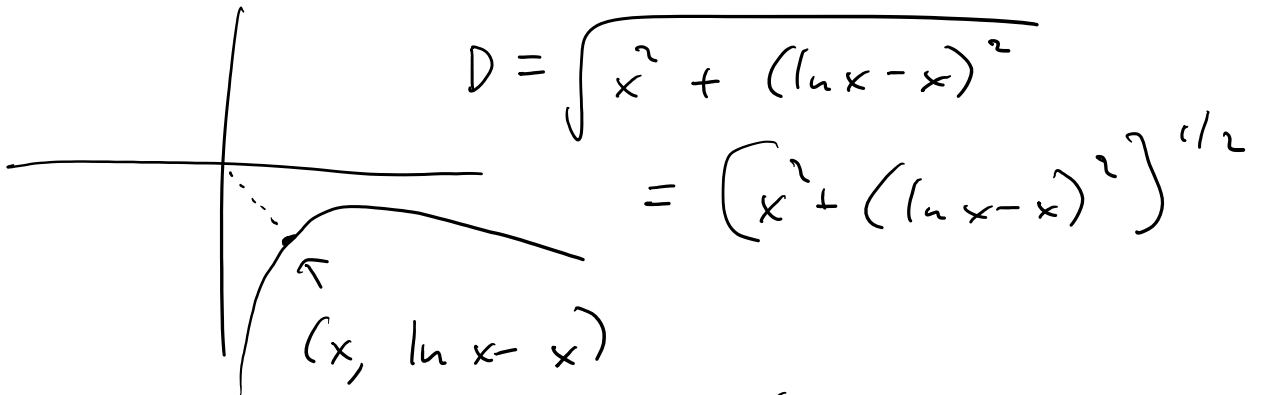 D = √(x² + (ln x - x)²)
= [x² + (ln x - x)²]^1/2
(x, ln x - x)